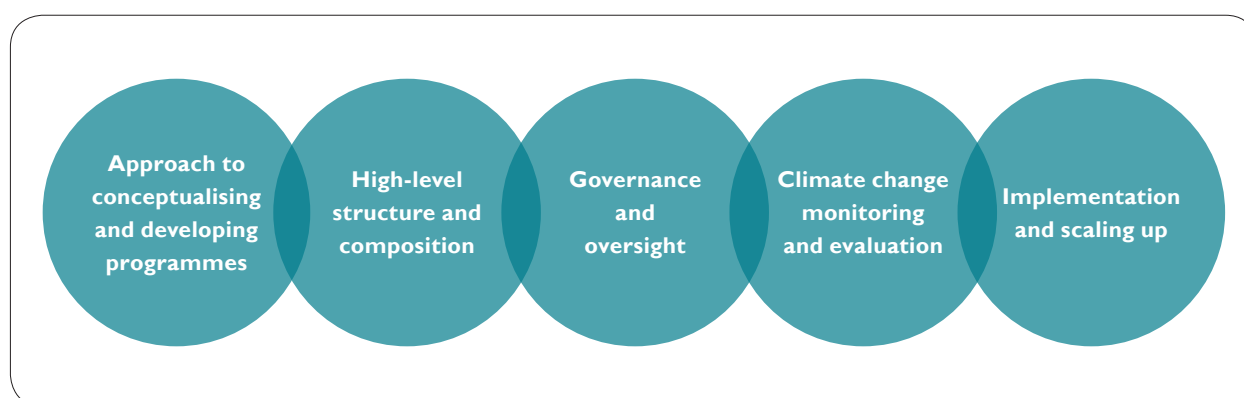 Approach to
conceptualising
and developing
programmes
High-level
structure and
composition
Governance
and
oversight
Climate change
monitoring
and evaluation
Implementation
and scaling up